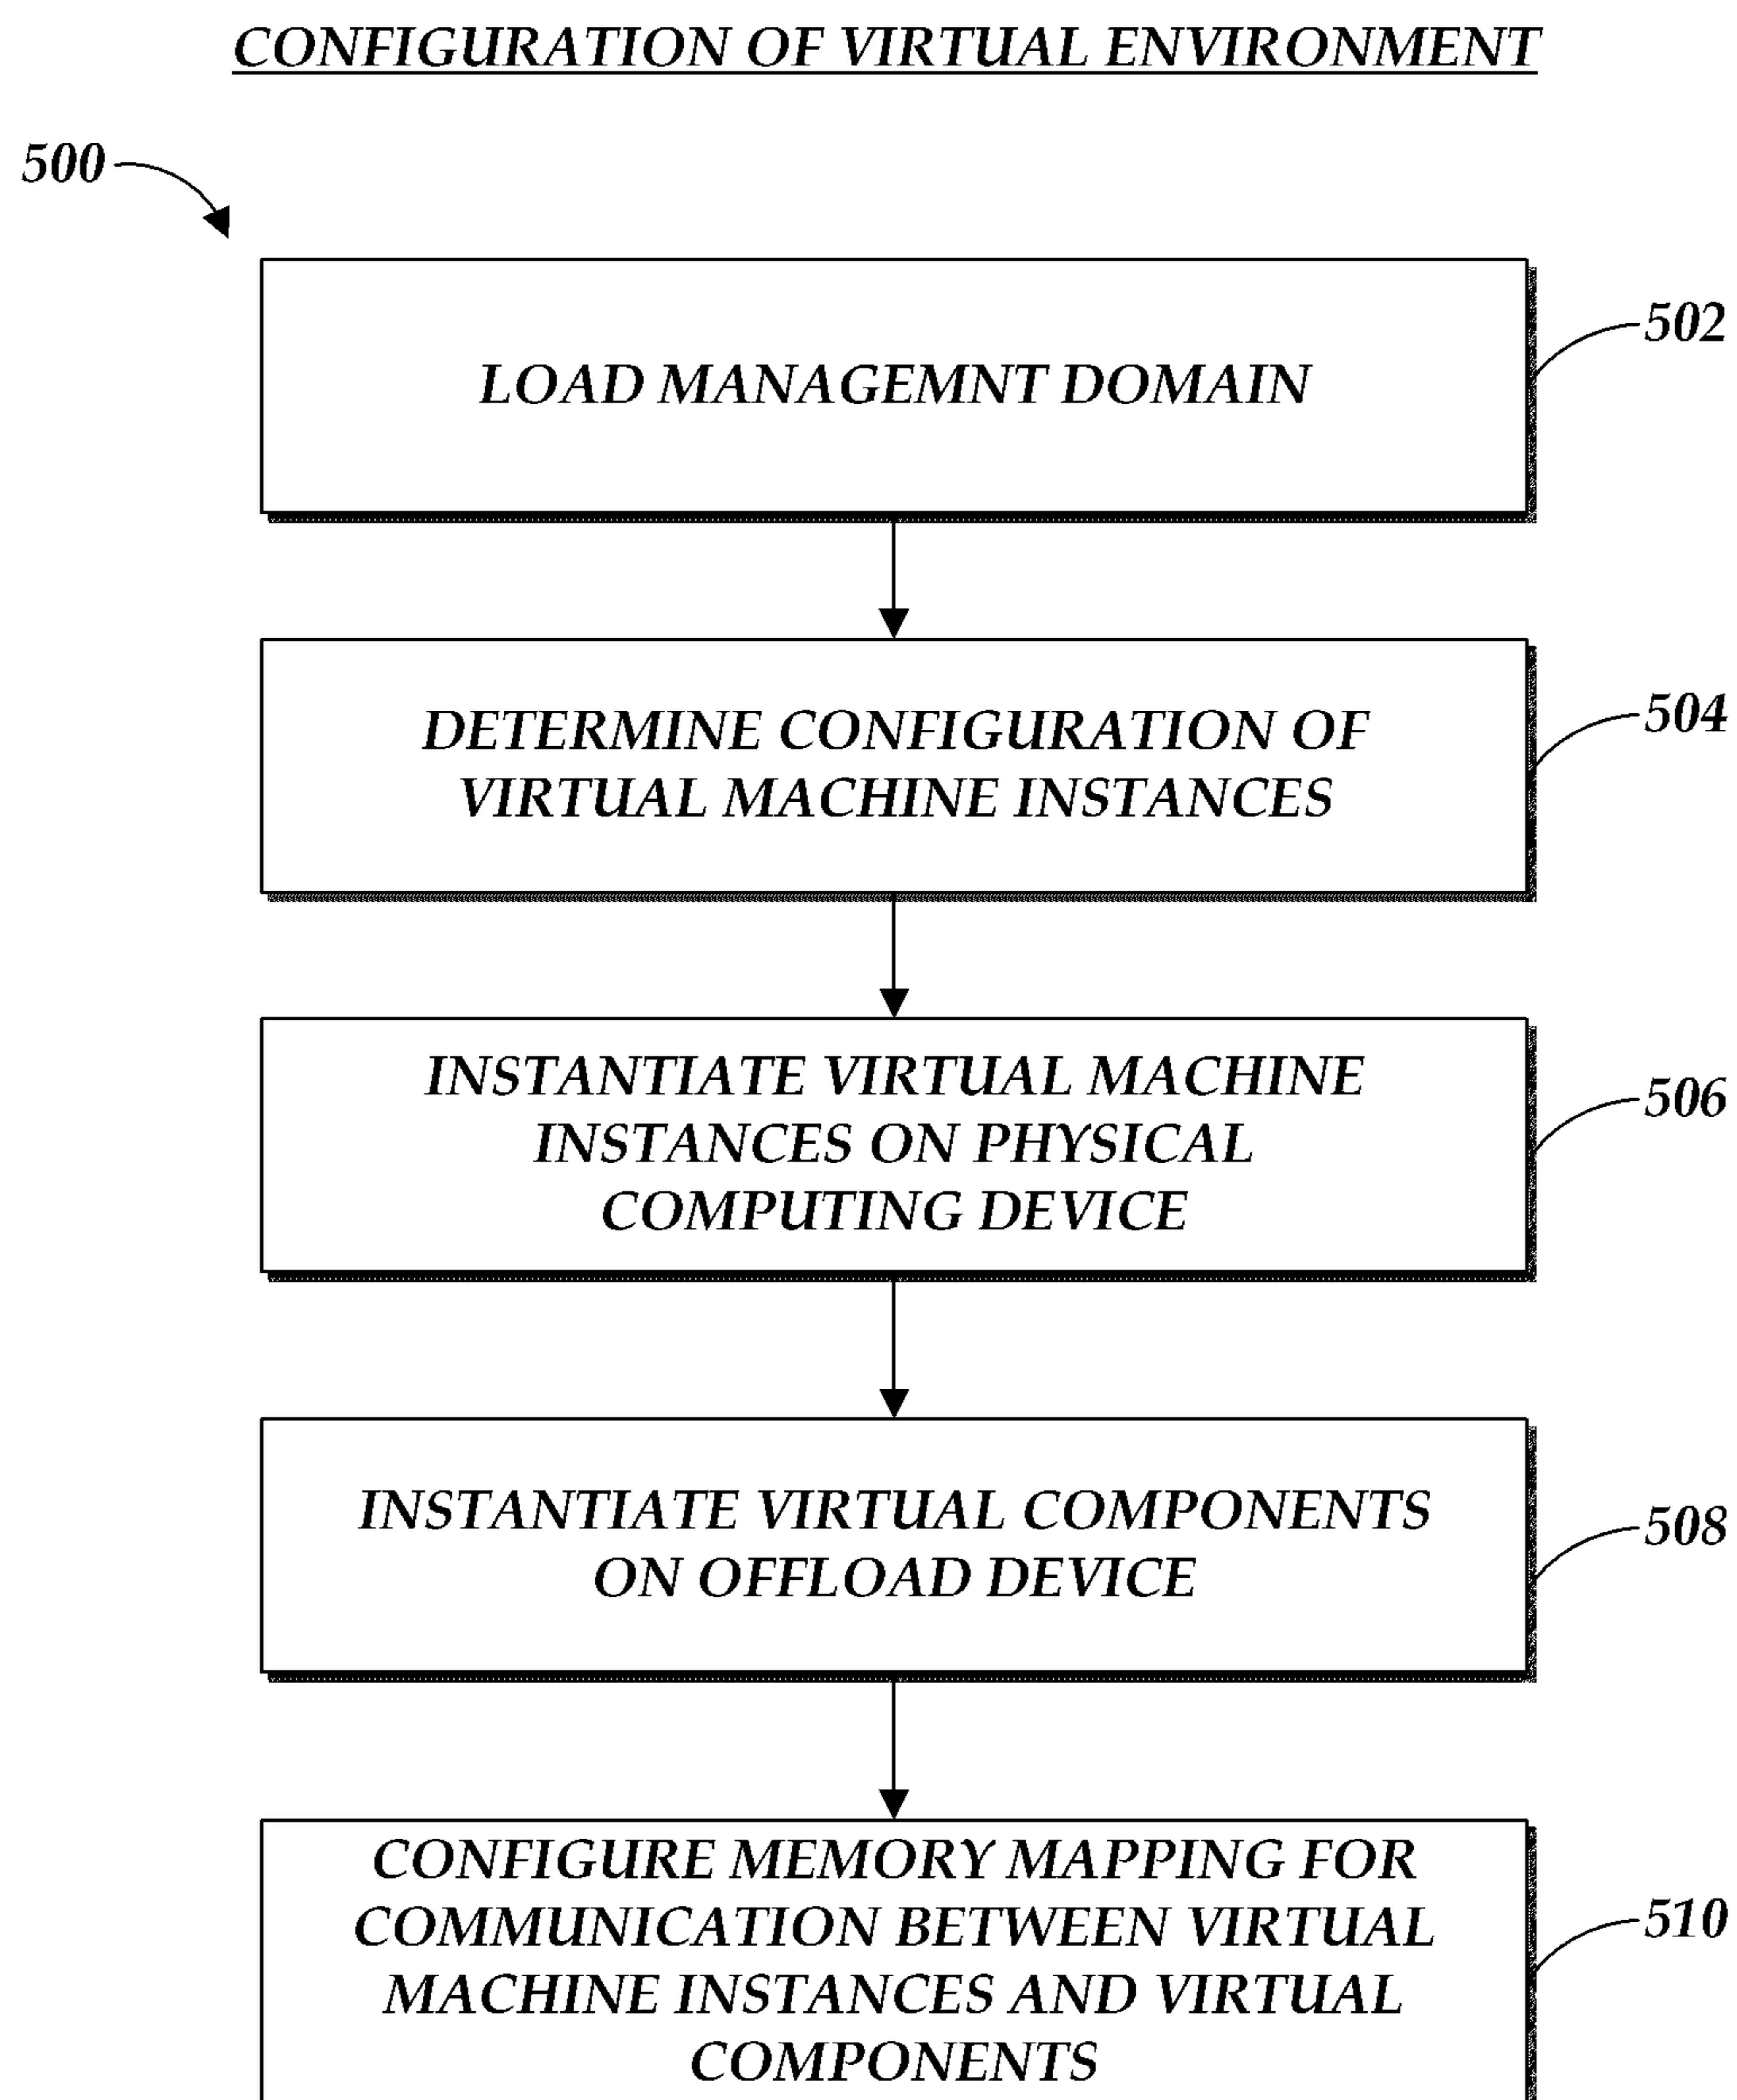 CONFIGURATION OF VIRTUAL ENVIRONMENT
500
LOAD MANAGEMNT DOMAIN
502
DETERMINE CONFIGURATION OF
VIRTUAL MACHINE INSTANCES
504
INSTANTIATE VIRTUAL MACHINE
INSTANCES ON PHYSICAL
COMPUTING DEVICE
506
INSTANTIATE VIRTUAL COMPONENTS
ON OFFLOAD DEVICE
508
CONFIGURE MEMORY MAPPING FOR
COMMUNICATION BETWEEN VIRTUAL
MACHINE INSTANCES AND VIRTUAL
COMPONENTS
510